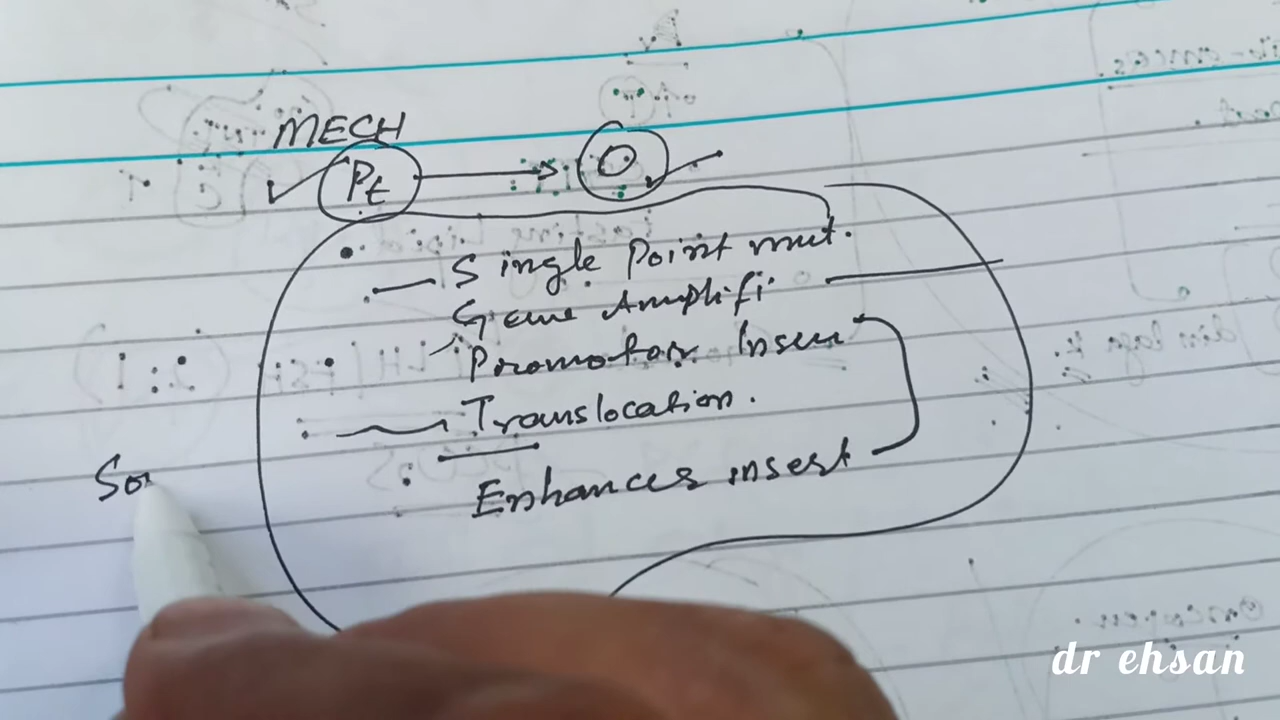 MECH
Pt → O
Single Point mut.
Gene Amplifi
Promotor Inser
Translocation.
Enhancer insert
So
dr ehsan